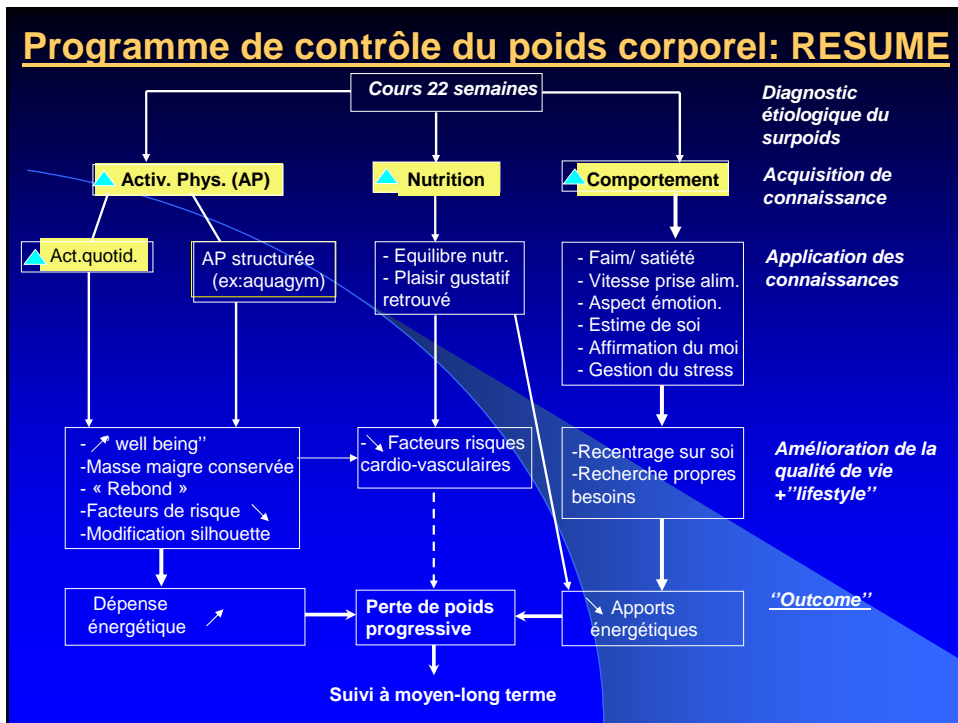 Programme de contrôle du poids corporel: RESUME
Cours 22 semaines
Diagnostic
étiologique du
surpoids
Activ. Phys. (AP)
Nutrition
Comportement
Acquisition de
connaissance
Act.quotid.
AP structurée
(ex:aquagym)
- Equilibre nutr.
- Plaisir gustatif
retrouvé
- Faim/ satiété
- Vitesse prise alim.
- Aspect émotion.
- Estime de soi
- Affirmation du moi
- Gestion du stress
Application des
connaissances
- ↗ well being’’
-Masse maigre conservée
- « Rebond »
-Facteurs de risque ↘
-Modification silhouette
-↘ Facteurs risques
cardio-vasculaires
-Recentrage sur soi
-Recherche propres
besoins
Amélioration de la
qualité de vie
+’’lifestyle’’
Dépense
énergétique ↗
Perte de poids
progressive
↘ Apports
énergétiques
‘’Outcome’’
Suivi à moyen-long terme